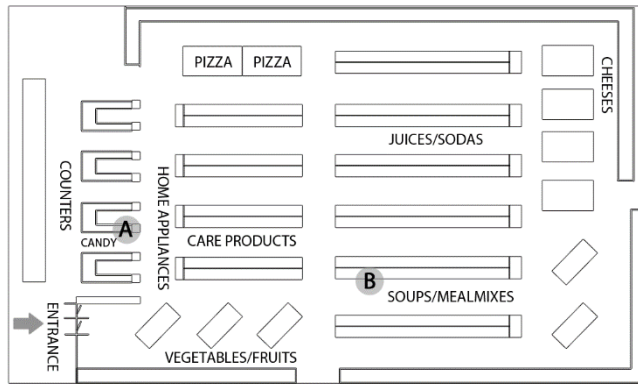 PIZZA PIZZA
CHEESES
JUICES/SODAS
COUNTERS
HOME APPLIANCES
A
CANDY
CARE PRODUCTS
B
SOUPS/MEALMIXES
ENTRANCE
VEGETABLES/FRUITS